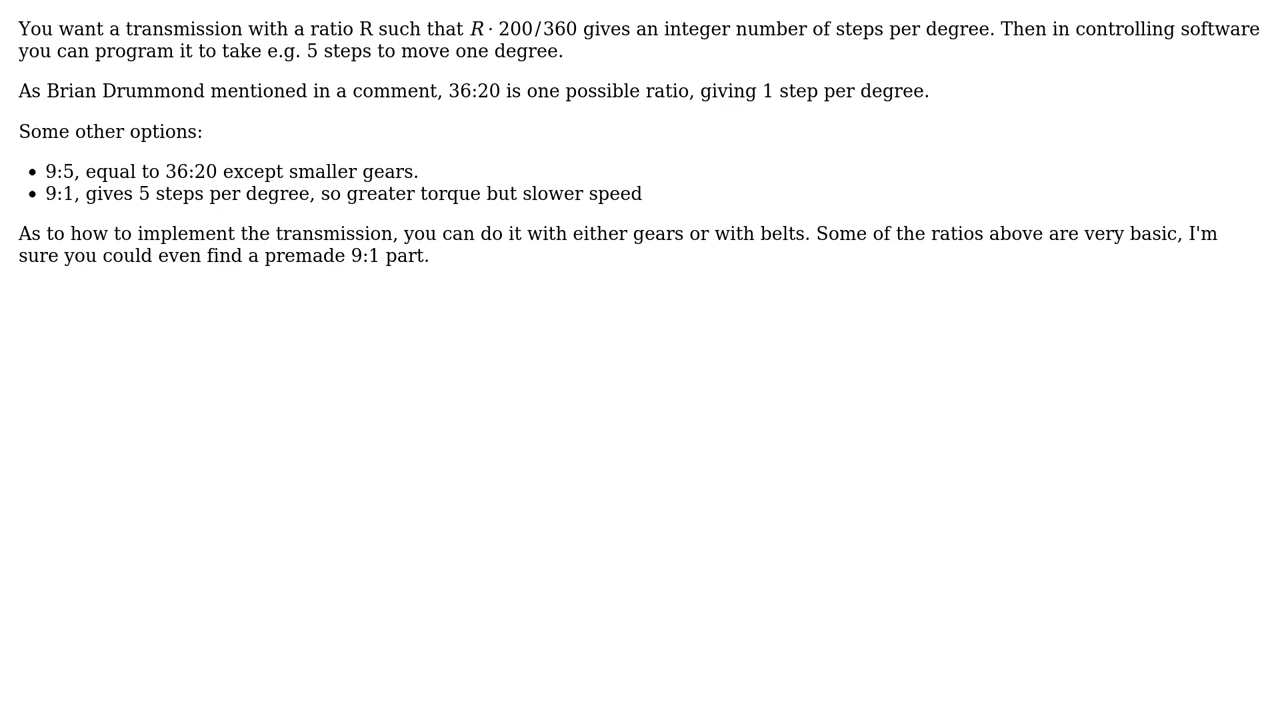 You want a transmission with a ratio R such that R · 200/360 gives an integer number of steps per degree. Then in controlling software
you can program it to take e.g. 5 steps to move one degree.
As Brian Drummond mentioned in a comment, 36:20 is one possible ratio, giving 1 step per degree.
Some other options:
• 9:5, equal to 36:20 except smaller gears.
• 9:1, gives 5 steps per degree, so greater torque but slower speed
As to how to implement the transmission, you can do it with either gears or with belts. Some of the ratios above are very basic, I'm
sure you could even find a premade 9:1 part.